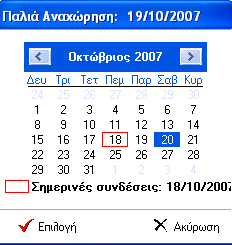 Παλιά Αναχώρηση: 19/10/2007
Οκτώβριος 2007
Δευ Τρι Τετ Πεμ Παρ Σαβ Κυρ
24 25 26 27 28 29 30
1 2 3 4 5 6 7
8 9 10 11 12 13 14
15 16 17 18 19 20 21
22 23 24 25 26 27 28
29 30 31 1 2 3 4
Σημερινές συνδέσεις: 18/10/2007
Επιλογή Ακύρωση